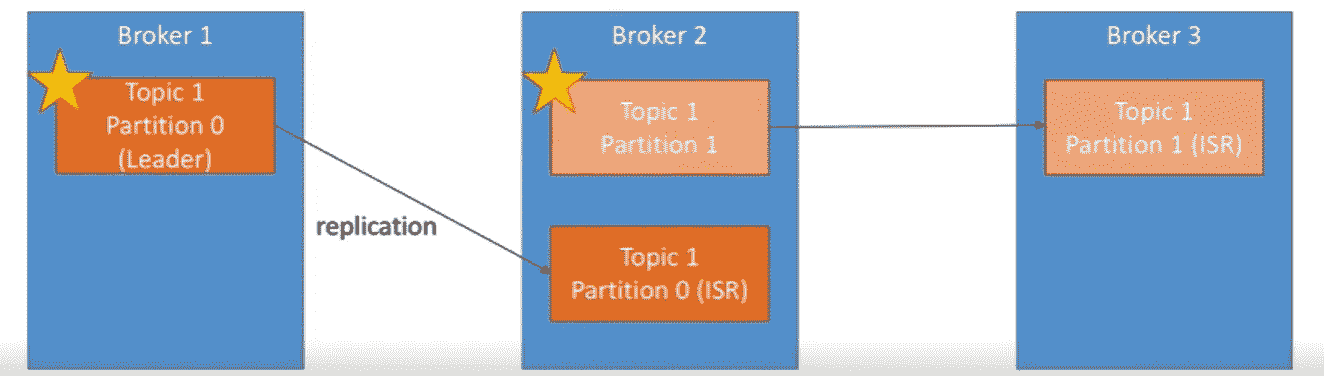 Broker 1
Topic 1
Partition 0
(Leader)
replication
Broker 2
Topic 1
Partition 1
Topic 1
Partition 0 (ISR)
Broker 3
Topic 1
Partition 1 (ISR)